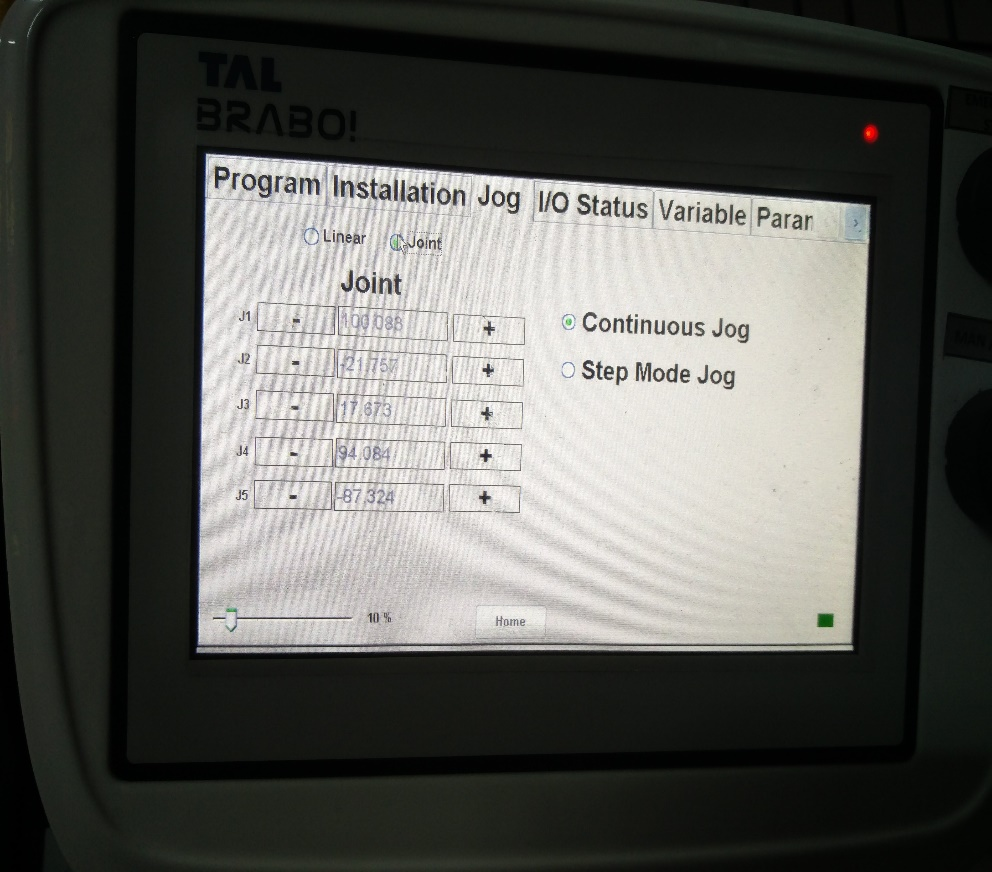 TAL
BRABO!
Program Installation Jog I/O Status Variable Parar >
Linear Joint
Joint
J1 - 100.088 +
J2 - -21.757 +
J3 - 17.673 +
J4 - 94.084 +
J5 - -87.324 +
Continuous Jog
Step Mode Jog
10 % Home